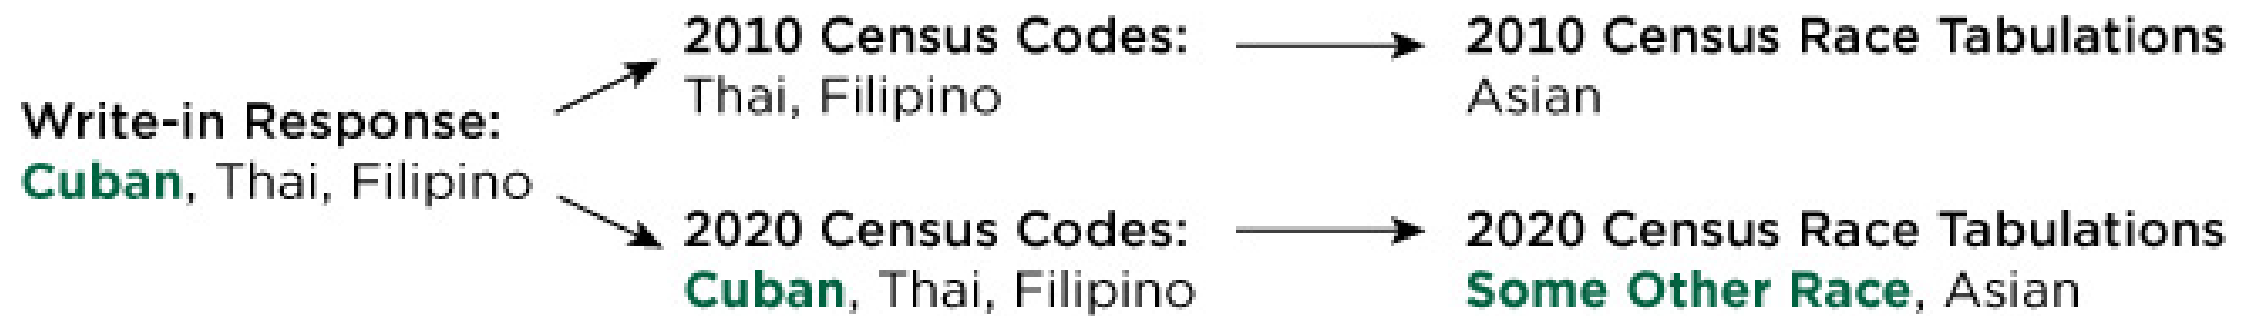 Write-in Response:
Cuban, Thai, Filipino
2010 Census Codes:
Thai, Filipino
2010 Census Race Tabulations
Asian
2020 Census Codes:
Cuban, Thai, Filipino
2020 Census Race Tabulations
Some Other Race, Asian